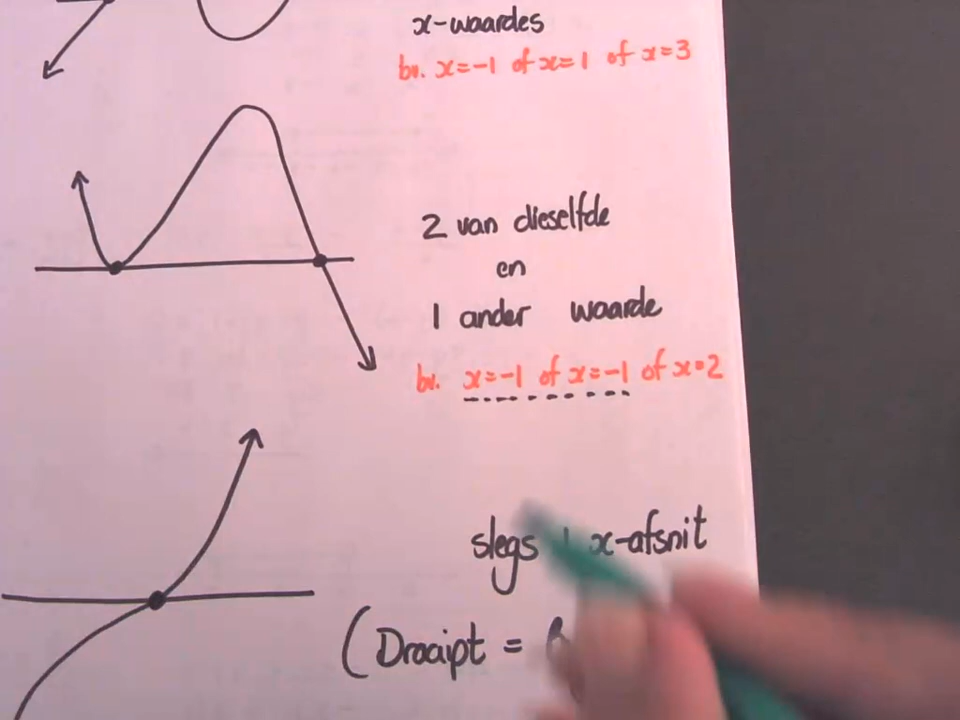 x-waardes
bv. x=-1 of x=1 of x=3
2 van dieselfde
en
1 ander waarde
bv. x=-1 of x=-1 of x=2
slegs x-afsnit
(Draaipt =